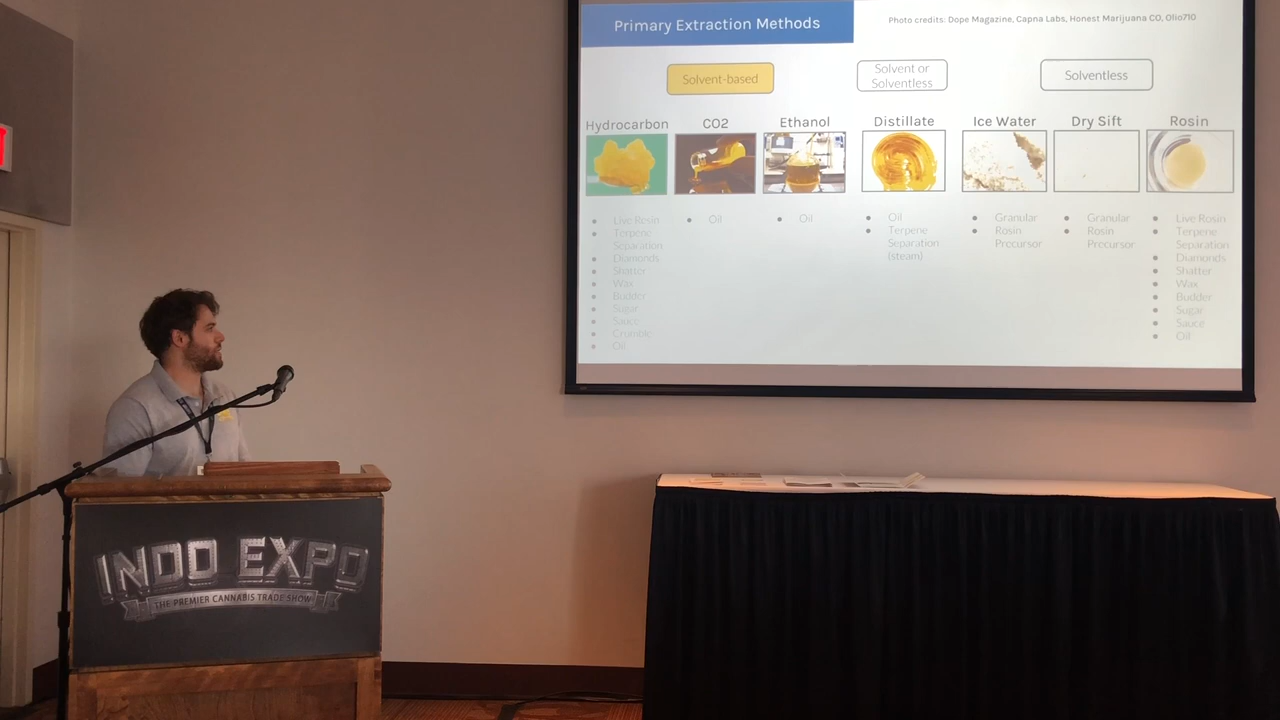 Primary Extraction Methods
Photo credits: Dope Magazine, Capna Labs, Honest Marijuana CO, Olio710
Solvent-based
Solvent or
Solventless
Solventless
Hydrocarbon
CO2
Ethanol
Distillate
Ice Water
Dry Sift
Rosin
Live Resin
Terpene
Separation
Diamonds
Shatter
Wax
Budder
Sugar
Sauce
Crumble
Oil
Oil
Oil
Oil
Terpene
Separation
(steam)
Granular
Rosin
Precursor
Granular
Rosin
Precursor
Live Rosin
Terpene
Separation
Diamonds
Shatter
Wax
Budder
Sugar
Sauce
Oil
INDO EXPO
THE PREMIER CANNABIS TRADE SHOW